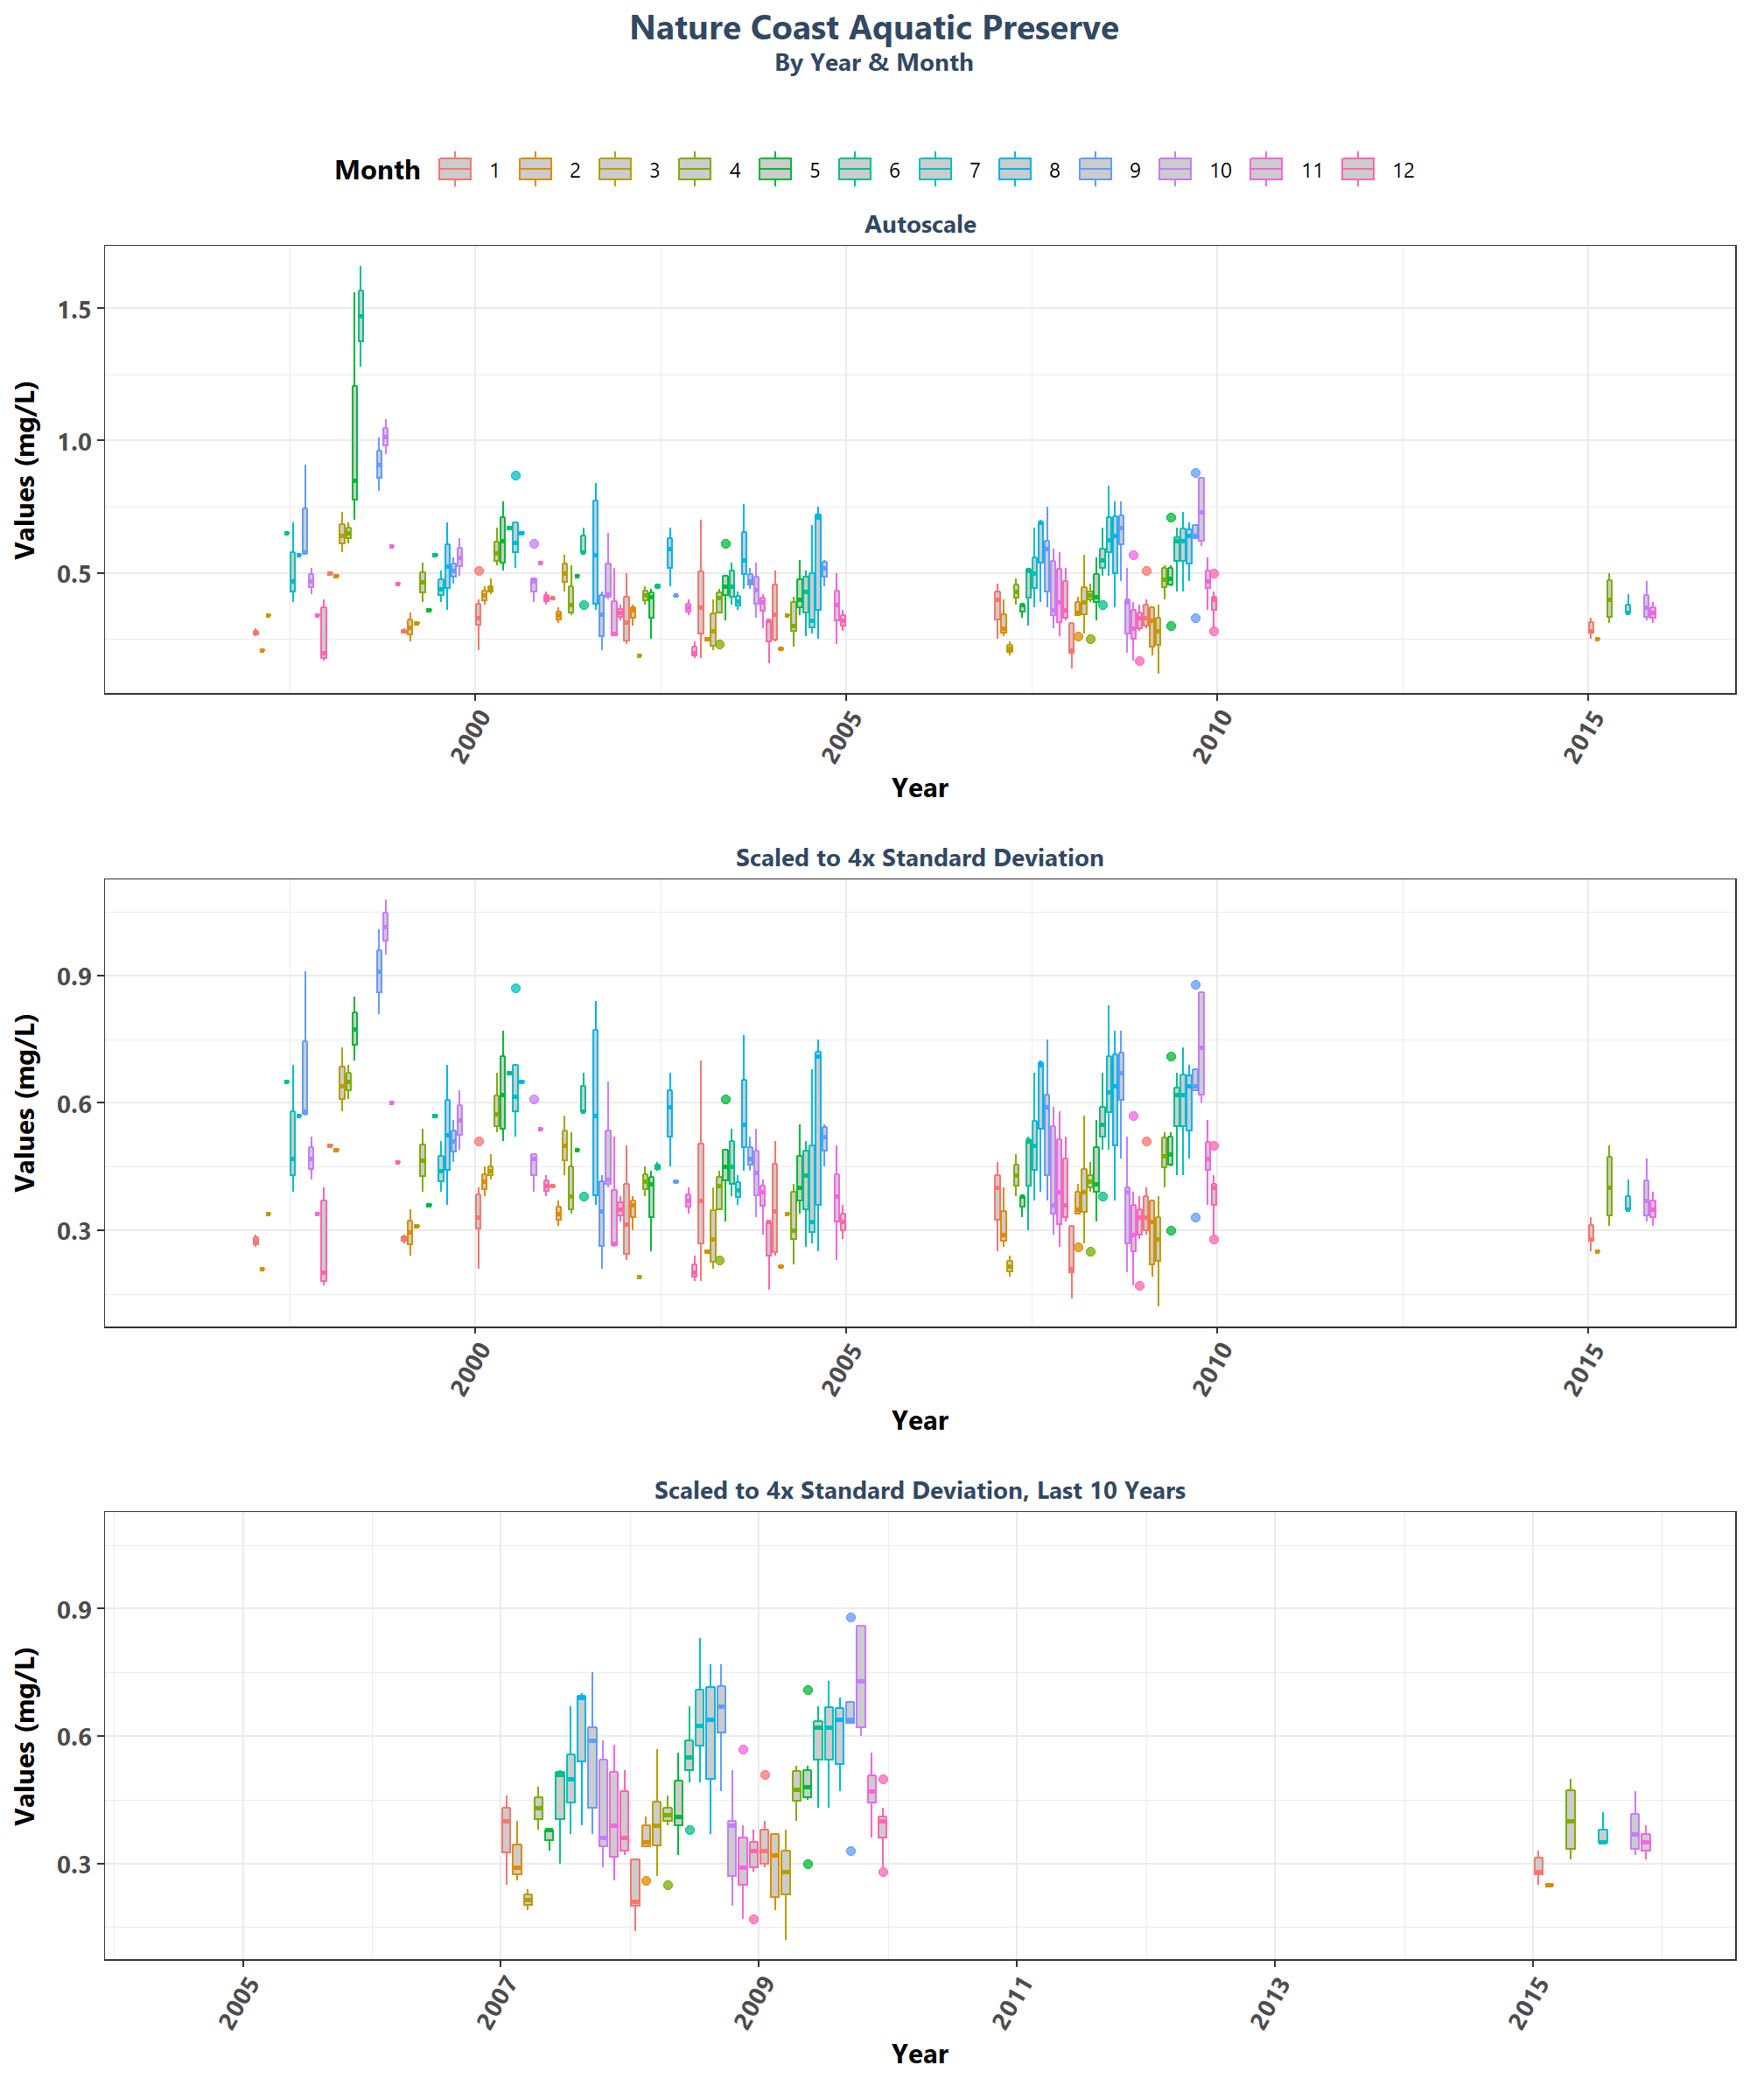 Nature Coast Aquatic Preserve
By Year & Month
Month 1 2 3 4 5 6 7 8 9 10 11 12
Autoscale
Values (mg/L)
1.5
1.0
0.5
2000 2005 2010 2015
Year
Scaled to 4x Standard Deviation
Values (mg/L)
0.9
0.6
0.3
2000 2005 2010 2015
Year
Scaled to 4x Standard Deviation, Last 10 Years
Values (mg/L)
0.9
0.6
0.3
2005 2007 2009 2011 2013 2015
Year